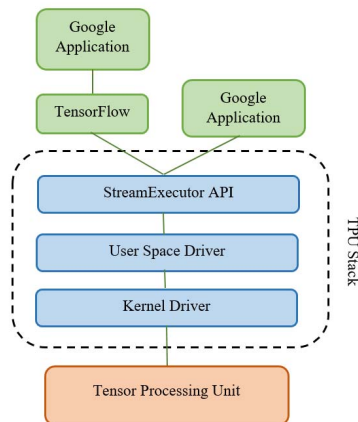 Google
Application
TensorFlow
Google
Application
StreamExecutor API
User Space Driver
Kernel Driver
TPU Stack
Tensor Processing Unit